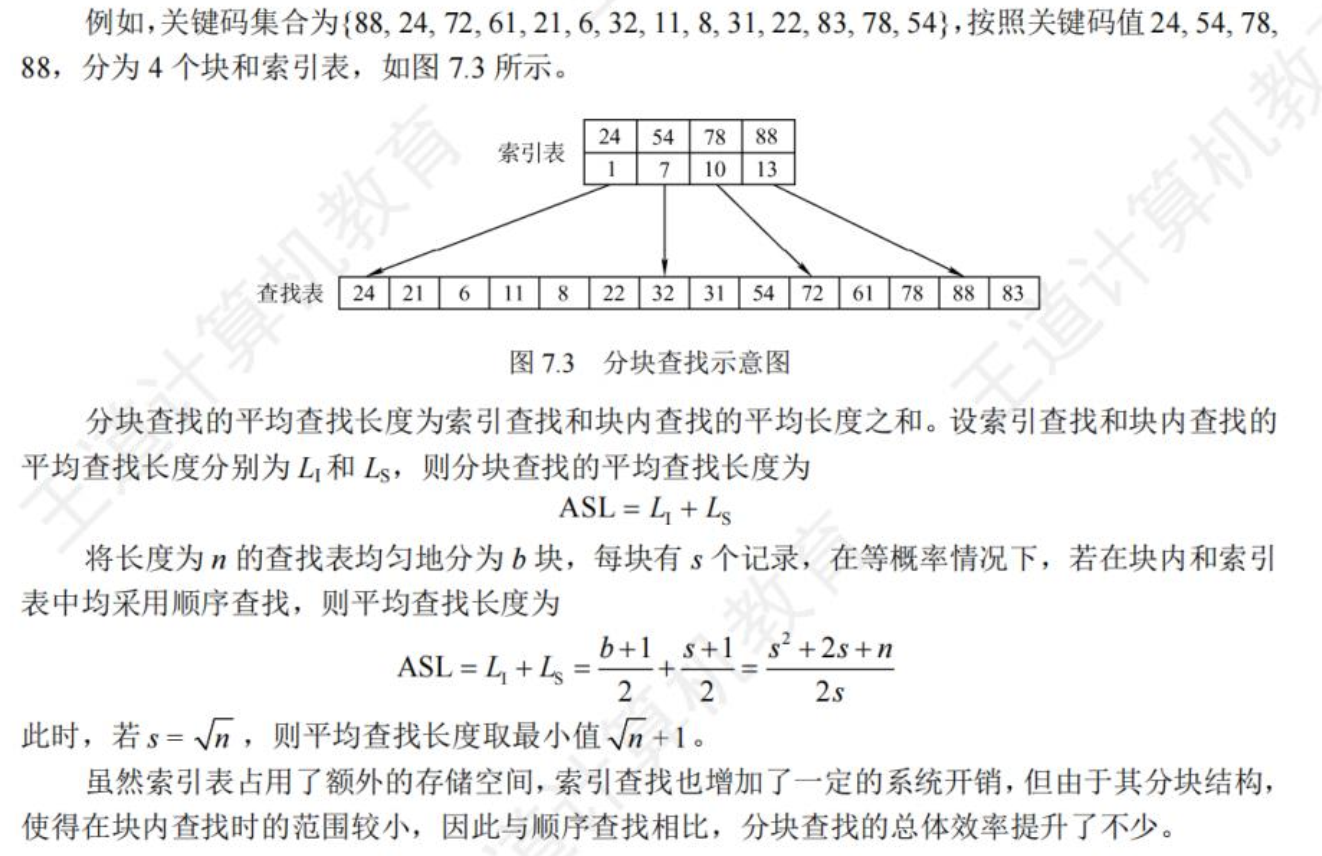 例如，关键码集合为{88, 24, 72, 61, 21, 6, 32, 11, 8, 31, 22, 83, 78, 54}，按照关键码值 24, 54, 78,
88，分为 4 个块和索引表，如图 7.3 所示。
索引表
24 54 78 88
1 7 10 13
查找表 24 21 6 11 8 22 32 31 54 72 61 78 88 83
图 7.3 分块查找示意图
分块查找的平均查找长度为索引查找和块内查找的平均长度之和。设索引查找和块内查找的
平均查找长度分别为 L_I 和 L_S，则分块查找的平均查找长度为
ASL = L_I + L_S
将长度为 n 的查找表均匀地分为 b 块，每块有 s 个记录，在等概率情况下，若在块内和索引
表中均采用顺序查找，则平均查找长度为
ASL = L_I + L_S = (b+1)/2 + (s+1)/2 = (s² + 2s + n)/(2s)
此时，若 s = √n ，则平均查找长度取最小值 √n + 1。
虽然索引表占用了额外的存储空间，索引查找也增加了一定的系统开销，但由于其分块结构，
使得在块内查找时的范围较小，因此与顺序查找相比，分块查找的总体效率提升了不少。
王道计算机教育
王道计算机教育
王道计算机教育